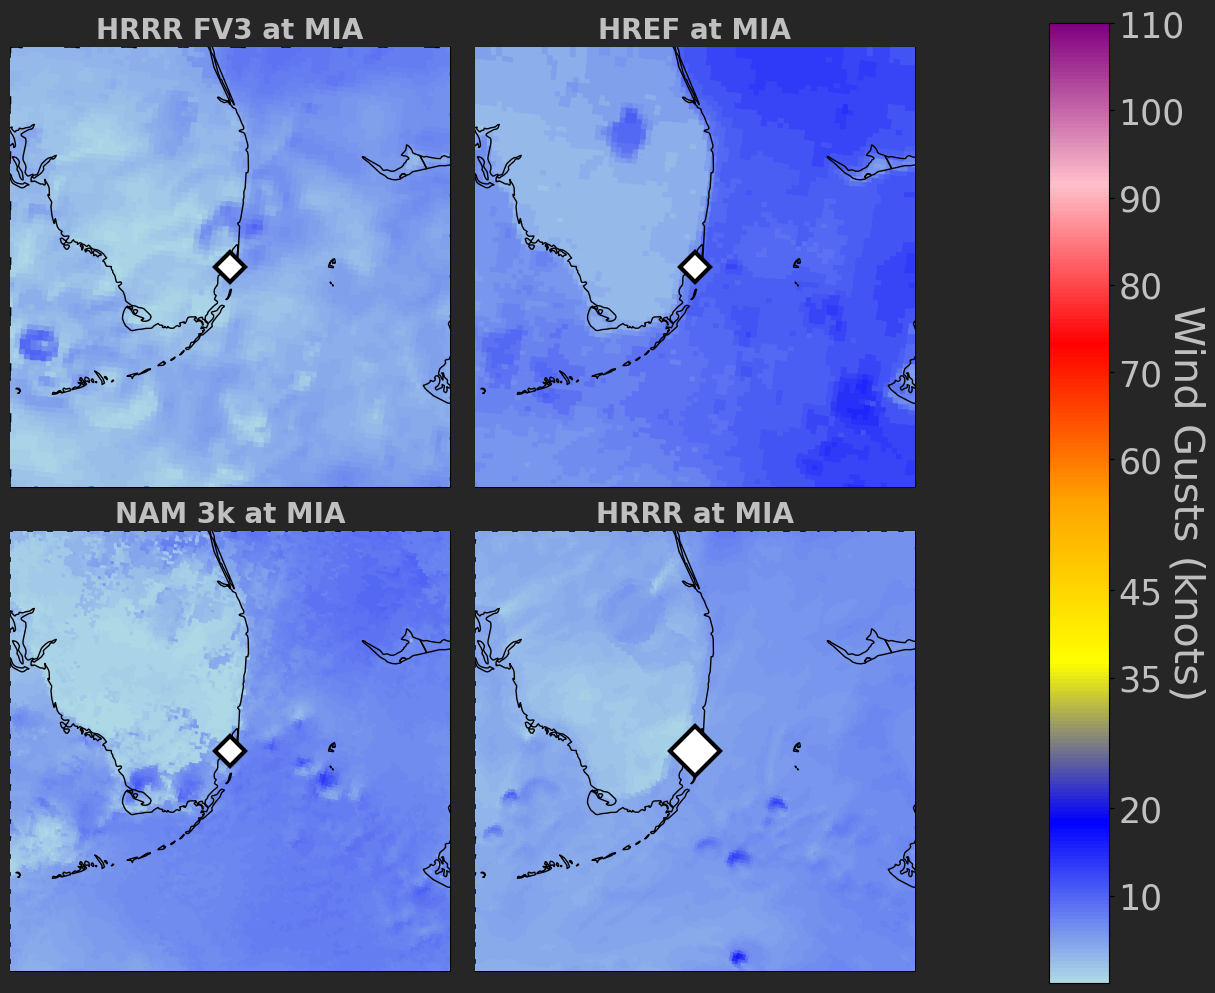 HRRR FV3 at MIA
HREF at MIA
NAM 3k at MIA
HRRR at MIA
110
100
90
80
70
60
45
35
20
10
Wind Gusts (knots)